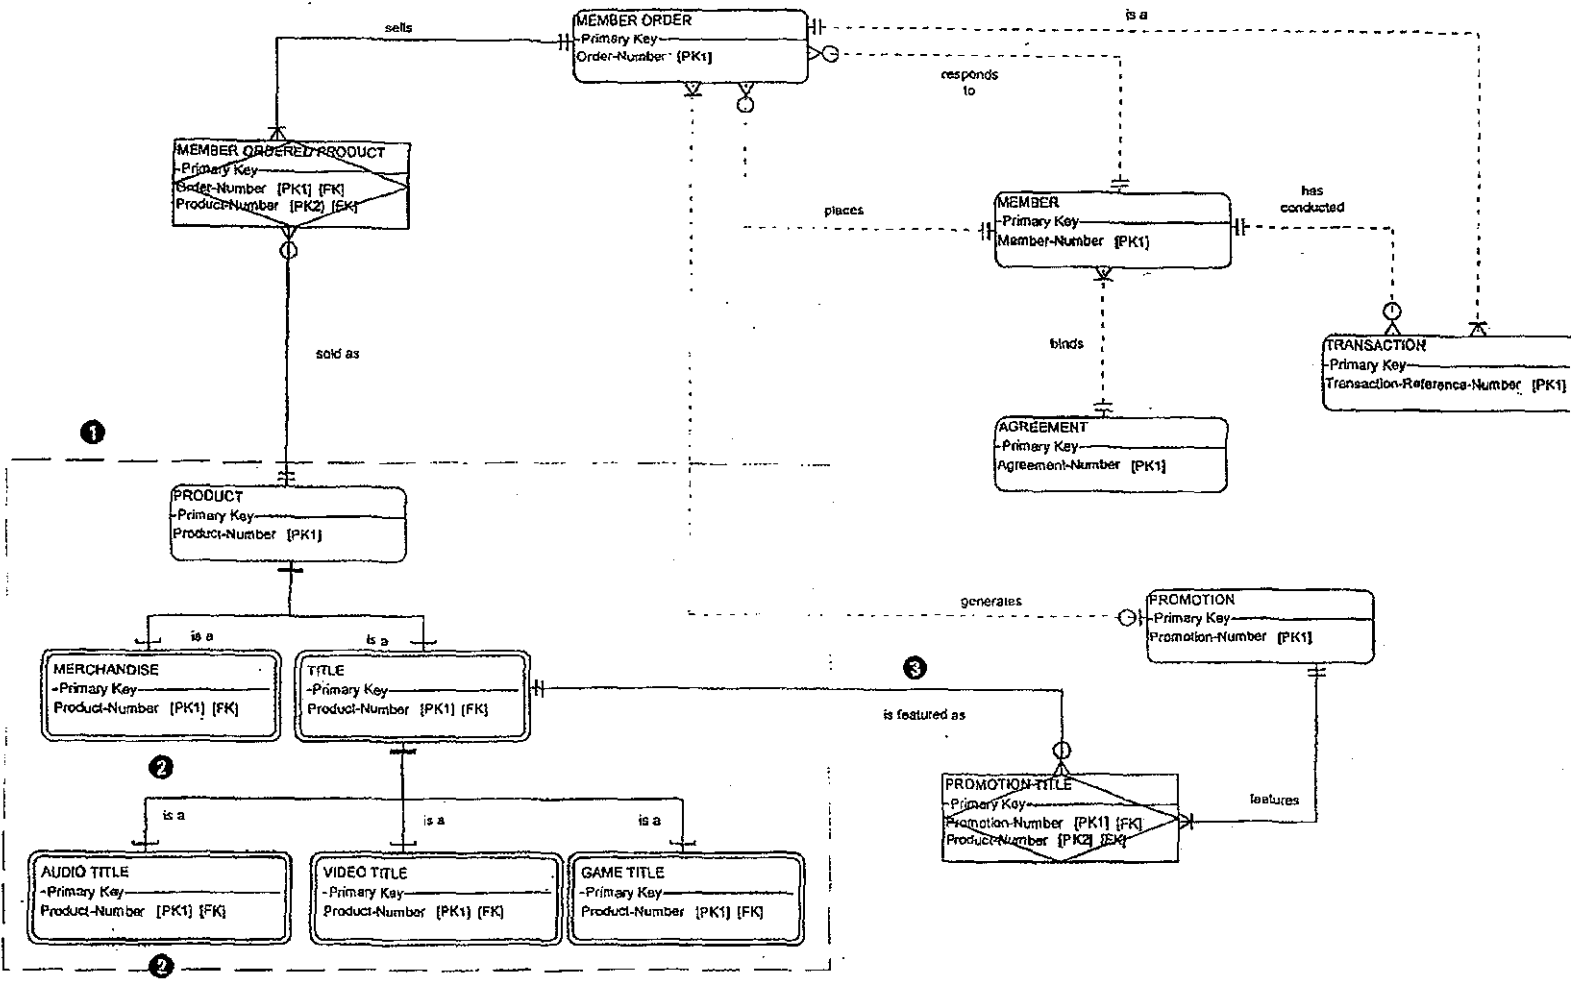 sells
MEMBER ORDER
-Primary Key
Order-Number [PK1]
is a
responds
to
MEMBER ORDERED PRODUCT
-Primary Key
Order-Number [PK1] [FK]
Product-Number [PK2] [FK]
places
MEMBER
-Primary Key
Member-Number [PK1]
has
conducted
sold as
binds
TRANSACTION
-Primary Key
Transaction-Reference-Number [PK1]
1
AGREEMENT
-Primary Key
Agreement-Number [PK1]
PRODUCT
-Primary Key
Product-Number [PK1]
generates
PROMOTION
-Primary Key
Promotion-Number [PK1]
is a
is a
MERCHANDISE
-Primary Key
Product-Number [PK1] [FK]
TITLE
-Primary Key
Product-Number [PK1] [FK]
3
is featured as
2
PROMOTION TITLE
-Primary Key
Promotion-Number [PK1] [FK]
Product-Number [PK2] [FK]
features
is a
is a
is a
AUDIO TITLE
-Primary Key
Product-Number [PK1] [FK]
VIDEO TITLE
-Primary Key
Product-Number [PK1] [FK]
GAME TITLE
-Primary Key
Product-Number [PK1] [FK]
2